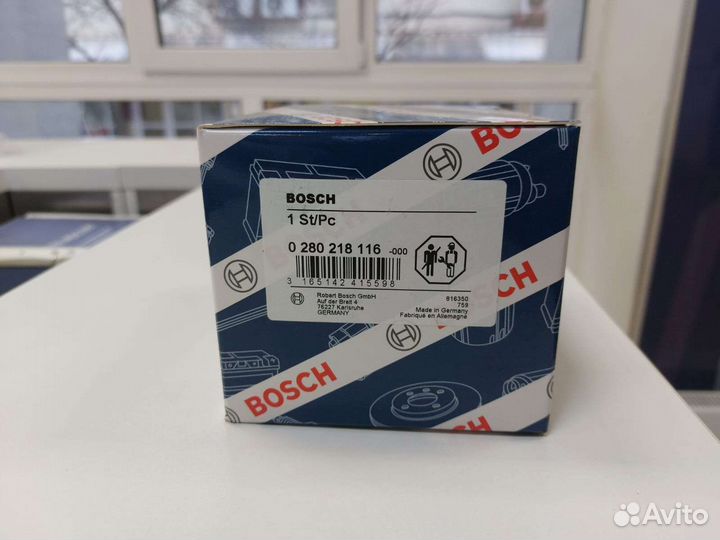 BOSCH
BOSCH
1 St/Pc
0 280 218 116 -000
3 165142 415598
Robert Bosch GmbH
Auf der Breit 4
76227 Karlsruhe
GERMANY
816350
759
Made in Germany
Fabriqué en Allemagne
BOSCH
BOSCH
Avito